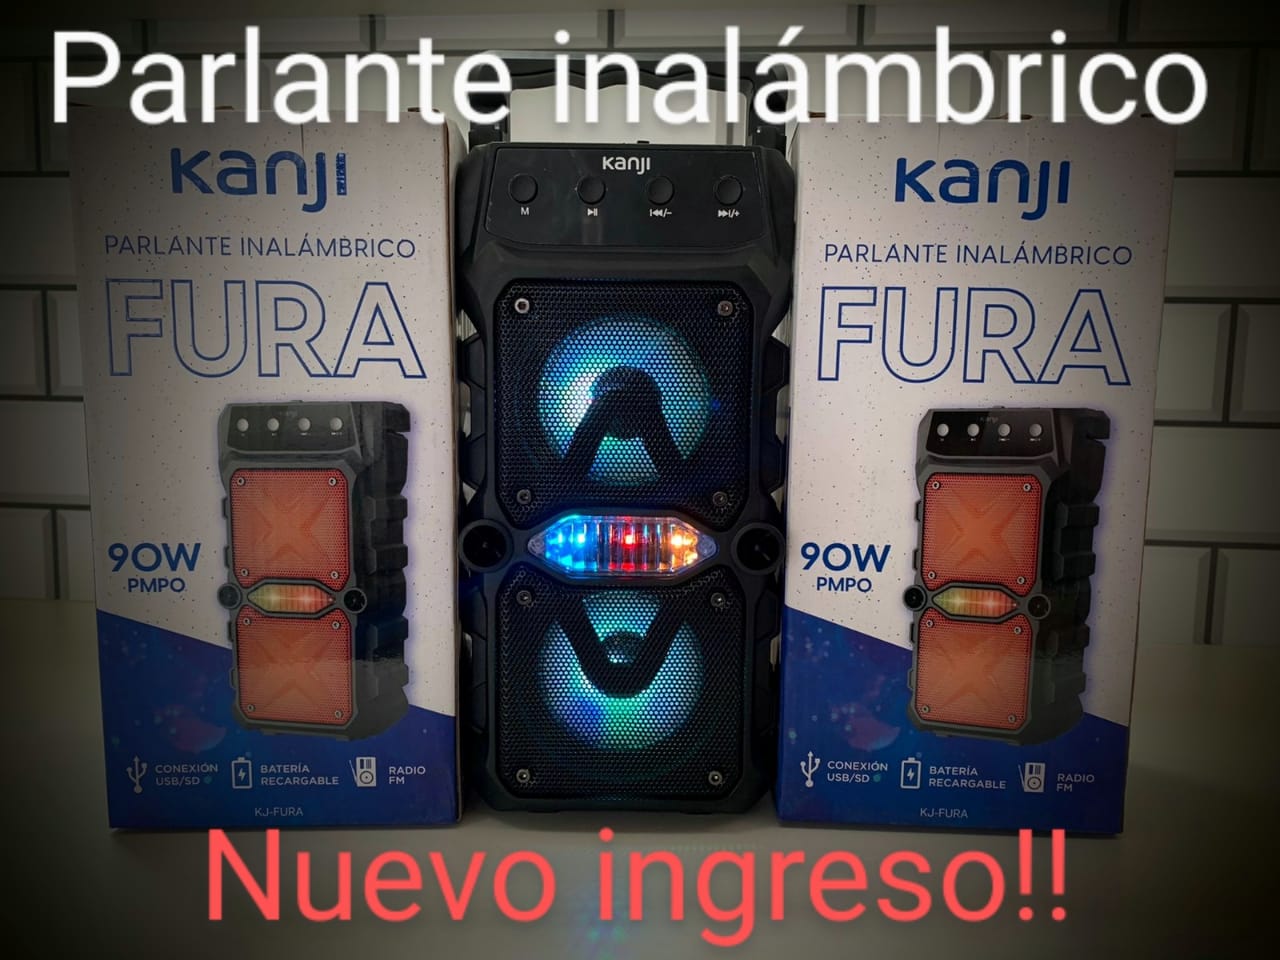 Parlante inalámbrico
Kanji
PARLANTE INALÁMBRICO
FURA
90W
PMPO
CONEXIÓN
USB/SD
BATERÍA
RECARGABLE
RADIO
FM
KJ-FURA
Kanji
M
▶II
I◀◀/−
▶▶I/+
Kanji
PARLANTE INALÁMBRICO
FURA
90W
PMPO
CONEXIÓN
USB/SD
BATERÍA
RECARGABLE
RADIO
FM
KJ-FURA
Nuevo ingreso!!